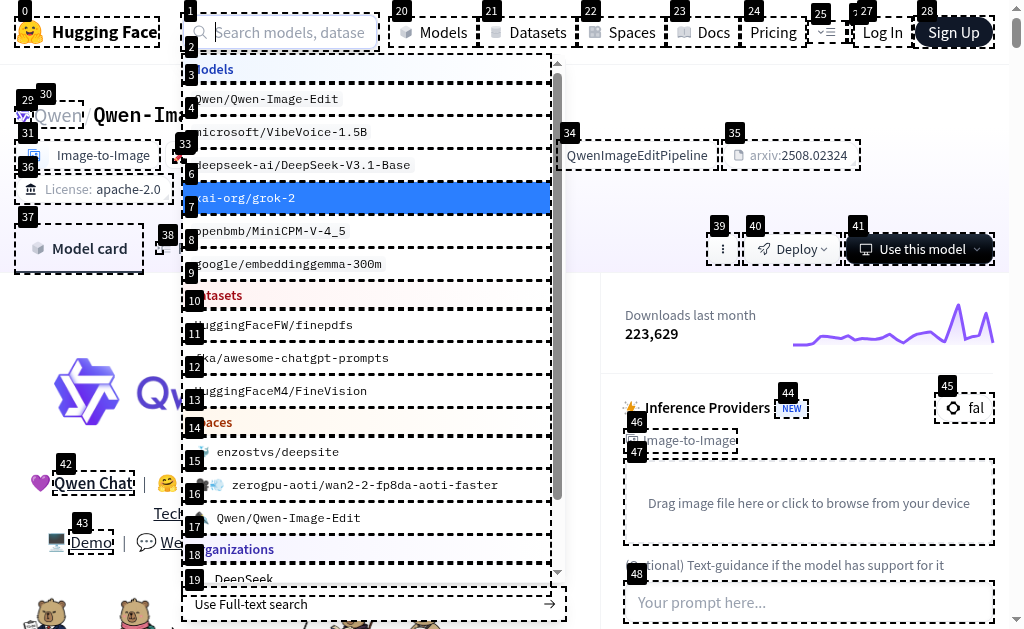 0
1
20
21
22
23
24
25
27
28
Hugging Face
Search models, datase
Models
Datasets
Spaces
Docs
Pricing
Log In
Sign Up
2
3
odels
4
Qwen/Qwen-Image-Edit
29
30
Qwen/Qwen-Ima
microsoft/VibeVoice-1.5B
31
33
34
35
Image-to-Image
QwenImageEditPipeline
arxiv:2508.02324
36
6
deepseek-ai/DeepSeek-V3.1-Base
License: apache-2.0
7
xai-org/grok-2
37
38
39
40
41
8
openbmb/MiniCPM-V-4_5
Model card
Deploy
Use this model
9
google/embeddinggemma-300m
10
atasets
11
HuggingFaceFW/finepdfs
Downloads last month
223,629
12
fka/awesome-chatgpt-prompts
13
HuggingFaceM4/FineVision
44
45
Inference Providers
NEW
fal
14
paces
46
Image-to-Image
15
enzostvs/deepsite
47
42
16
zerogpu-aoti/wan2-2-fp8da-aoti-faster
Qwen Chat |
Drag image file here or click to browse from your device
Tech
17
Qwen/Qwen-Image-Edit
43
Demo |
We
18
rganizations
19
DeepSeek
48
(Optional) Text-guidance if the model has support for it
Use Full-text search
Your prompt here...